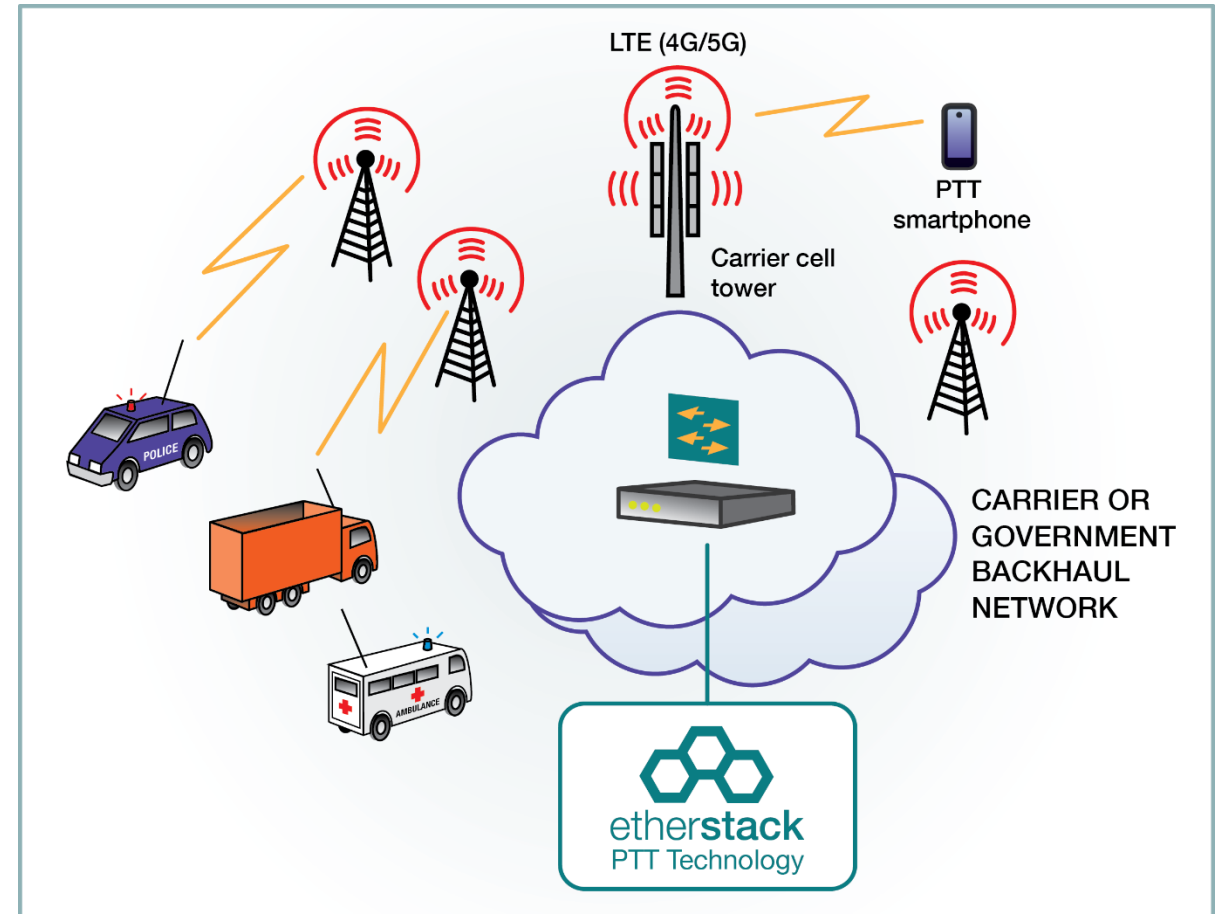 LTE (4G/5G)
PTT
smartphone
Carrier cell
tower
POLICE
CARRIER OR
GOVERNMENT
BACKHAUL
NETWORK
AMBULANCE
etherstack
PTT Technology